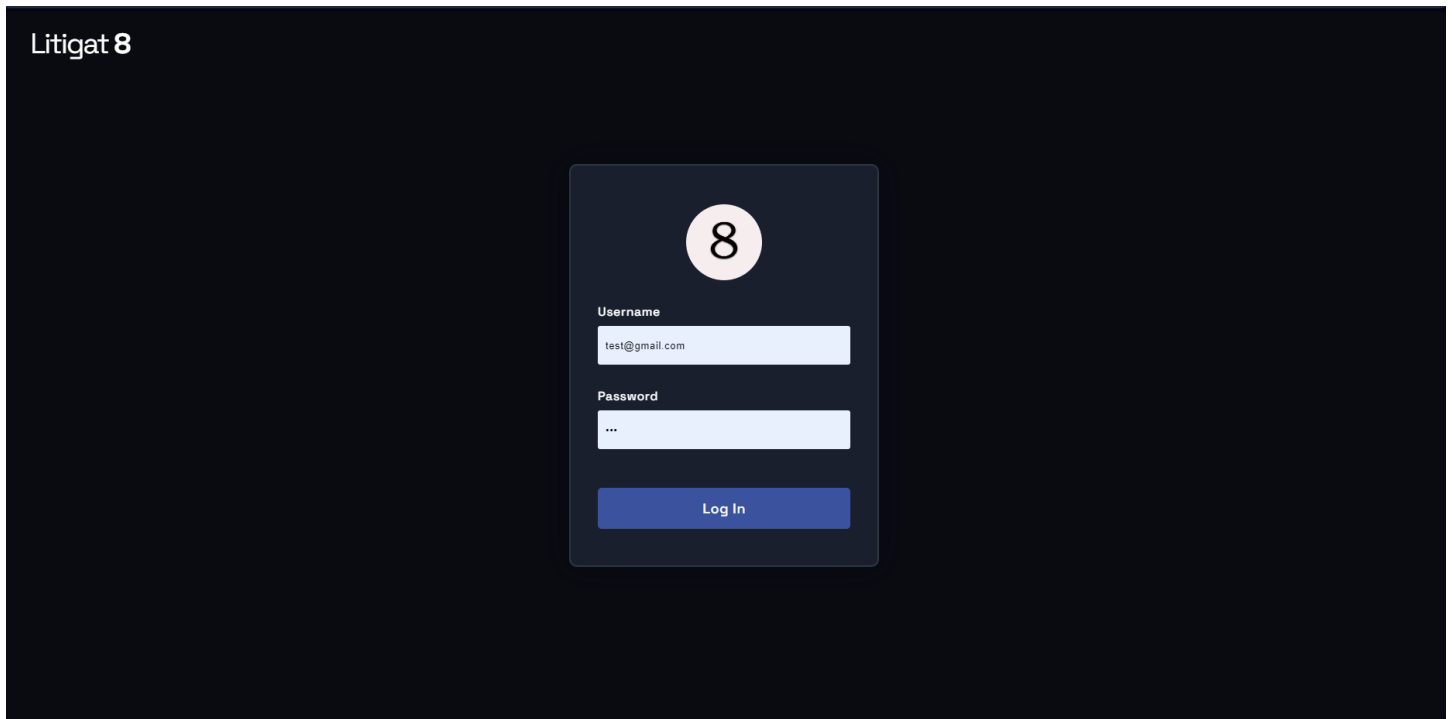 Litigat 8
8
Username
test@gmail.com
Password
•••
Log In